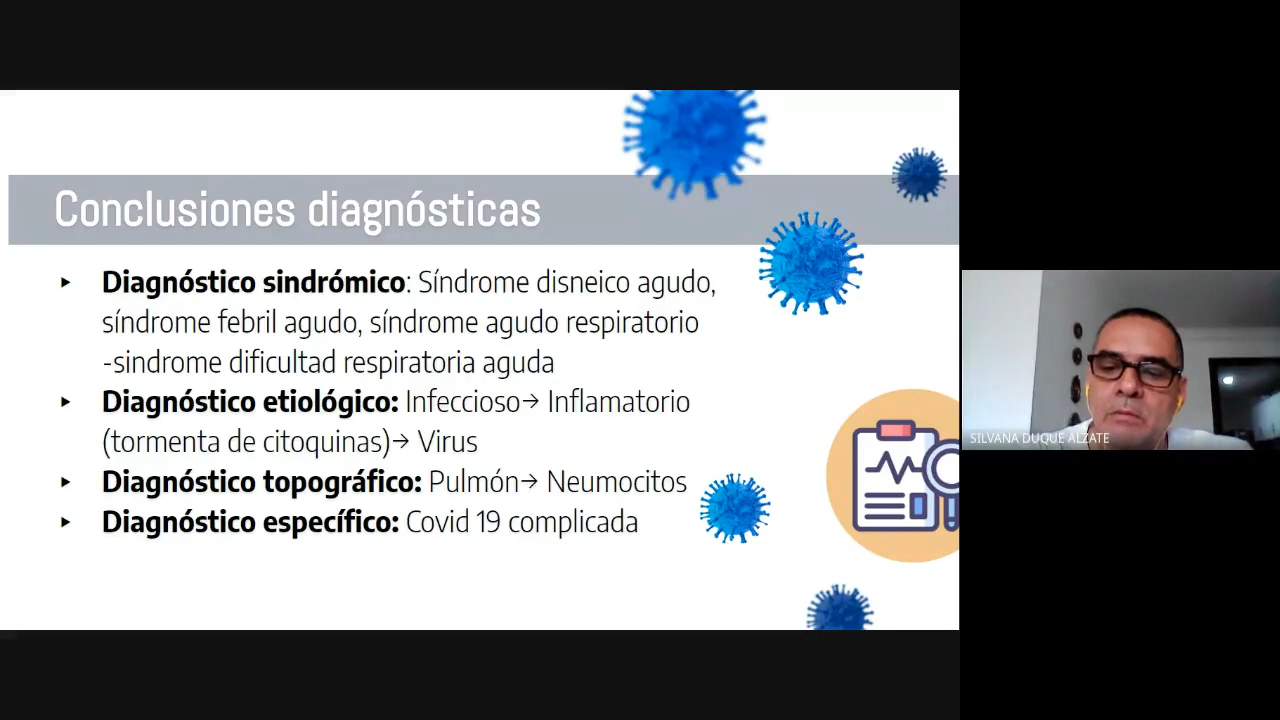 Conclusiones diagnósticas
‣ Diagnóstico sindrómico: Síndrome disneico agudo,
síndrome febril agudo, síndrome agudo respiratorio
-sindrome dificultad respiratoria aguda
‣ Diagnóstico etiológico: Infeccioso→ Inflamatorio
(tormenta de citoquinas)→ Virus
‣ Diagnóstico topográfico: Pulmón→ Neumocitos
‣ Diagnóstico específico: Covid 19 complicada
SILVANA DUQUE ALZATE